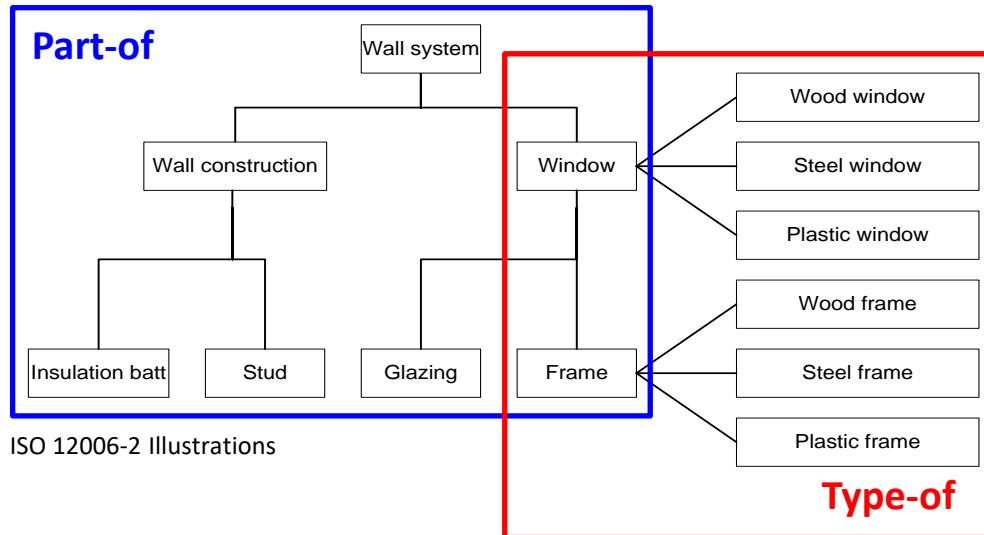 Part-of
Wall system
Wood window
Wall construction
Window
Steel window
Plastic window
Wood frame
Insulation batt
Stud
Glazing
Frame
Steel frame
Plastic frame
ISO 12006-2 Illustrations
Type-of